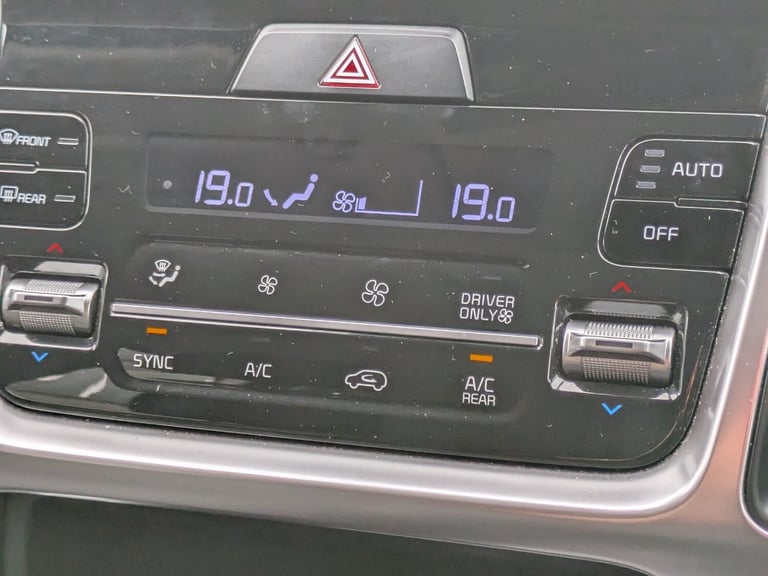 FRONT
REAR
19.0
19.0
AUTO
OFF
DRIVER
ONLY
SYNC
A/C
A/C
REAR